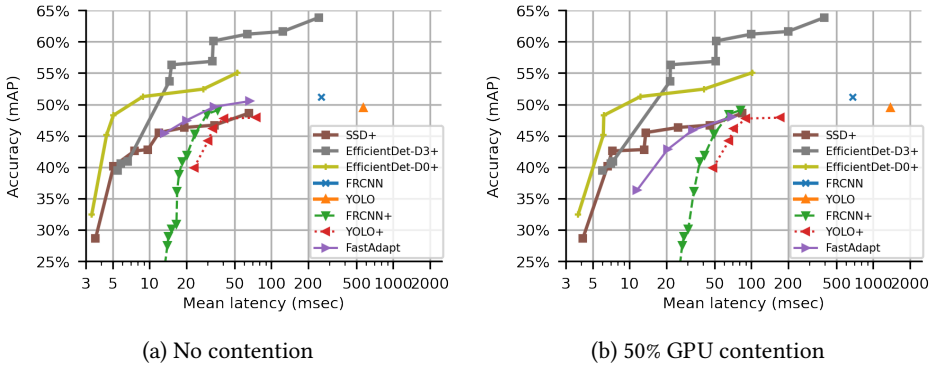 65%
60%
55%
50%
45%
40%
35%
30%
25%
Accuracy (mAP)
SSD+
EfficientDet-D3+
EfficientDet-D0+
FRCNN
YOLO
FRCNN+
YOLO+
FastAdapt
3 5 10 20 50 100 200 500 1000 2000
Mean latency (msec)
(a) No contention
65%
60%
55%
50%
45%
40%
35%
30%
25%
Accuracy (mAP)
SSD+
EfficientDet-D3+
EfficientDet-D0+
FRCNN
YOLO
FRCNN+
YOLO+
FastAdapt
3 5 10 20 50 100 200 500 1000 2000
Mean latency (msec)
(b) 50% GPU contention